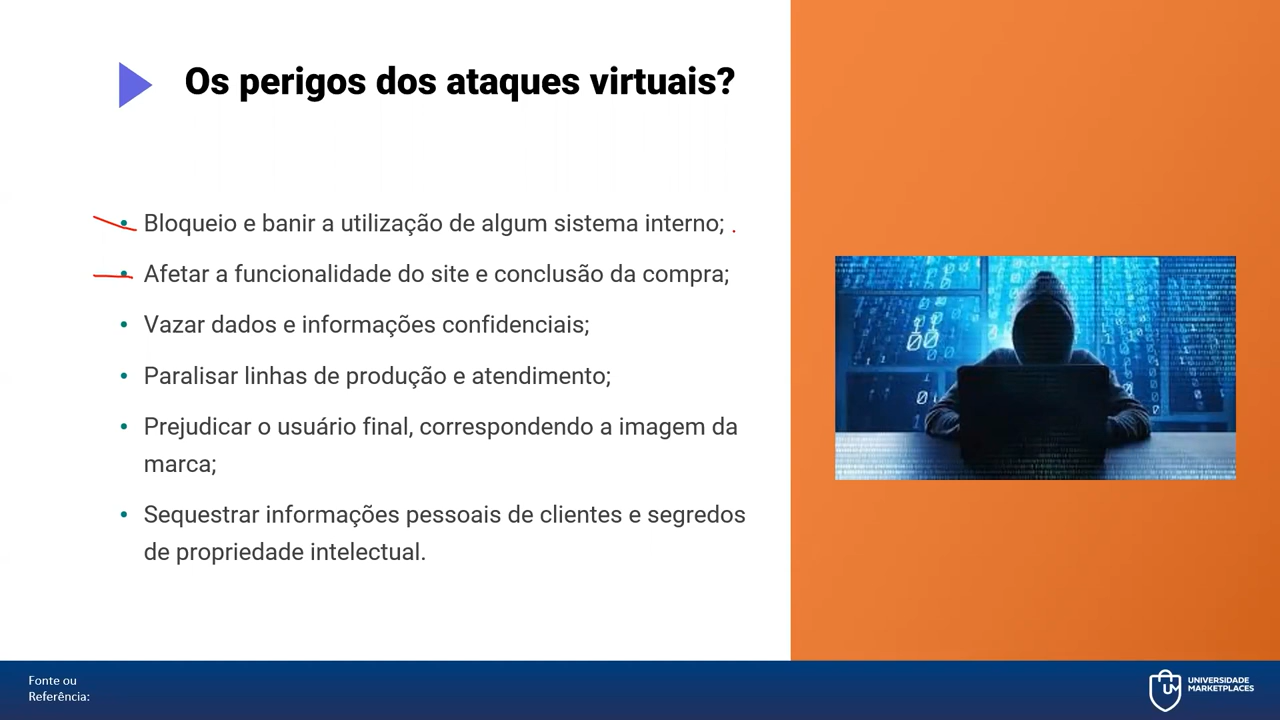 Os perigos dos ataques virtuais?
• Bloqueio e banir a utilização de algum sistema interno;
• Afetar a funcionalidade do site e conclusão da compra;
• Vazar dados e informações confidenciais;
• Paralisar linhas de produção e atendimento;
• Prejudicar o usuário final, correspondendo a imagem da
marca;
• Sequestrar informações pessoais de clientes e segredos
de propriedade intelectual.
Fonte ou
Referência:
UM
UNIVERSIDADE
MARKETPLACES